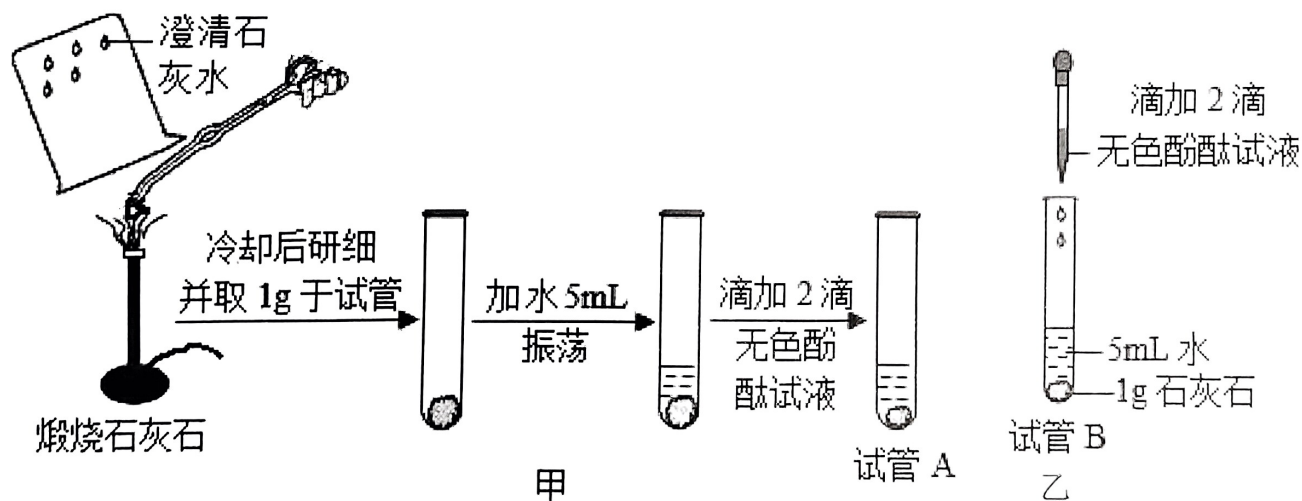 澄清石
灰水
煅烧石灰石
冷却后研细
并取 1g 于试管
加水 5mL
振荡
滴加 2 滴
无色酚
酞试液
试管 A
甲
滴加 2 滴
无色酚酞试液
5mL 水
1g 石灰石
试管 B
乙